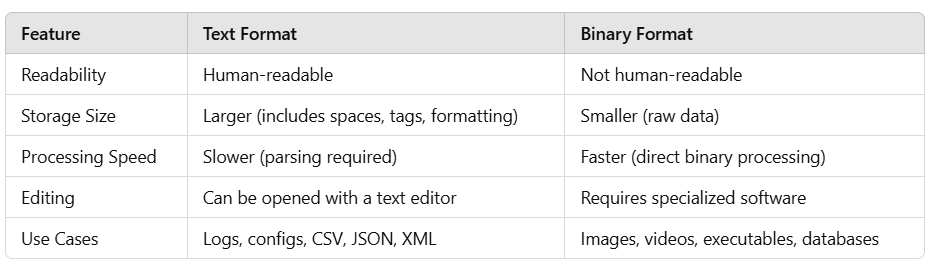 Feature Text Format Binary Format
Readability Human-readable Not human-readable
Storage Size Larger (includes spaces, tags, formatting) Smaller (raw data)
Processing Speed Slower (parsing required) Faster (direct binary processing)
Editing Can be opened with a text editor Requires specialized software
Use Cases Logs, configs, CSV, JSON, XML Images, videos, executables, databases